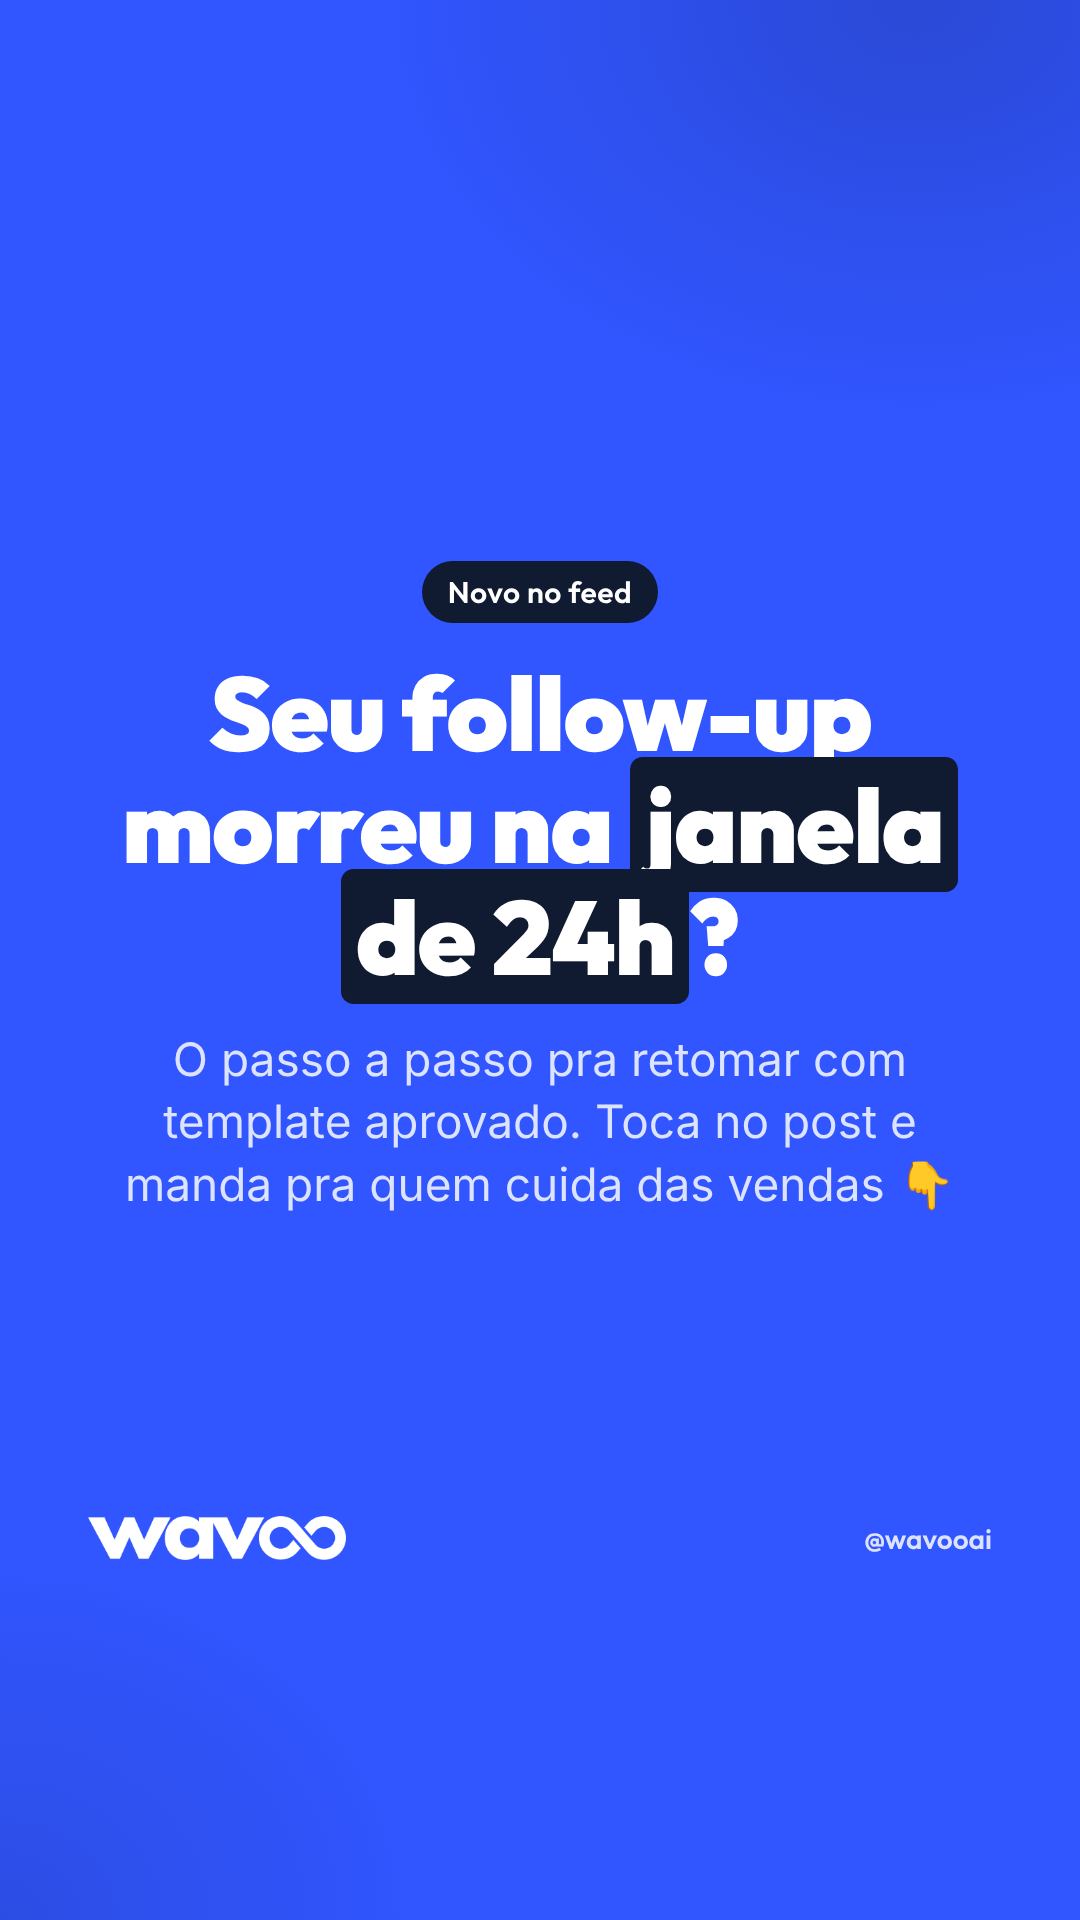 Novo no feed
Seu follow-up
morreu na janela
de 24h?
O passo a passo pra retomar com
template aprovado. Toca no post e
manda pra quem cuida das vendas 👇
wavoo
@wavooai